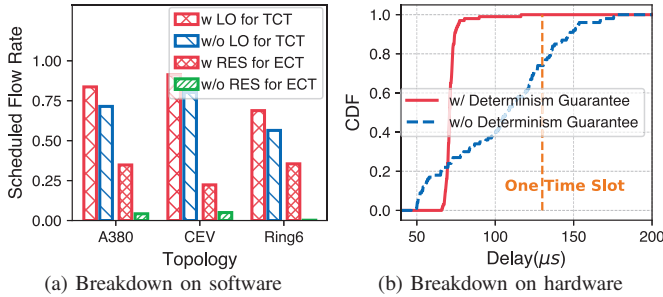 Scheduled Flow Rate
1.00
0.75
0.50
0.25
0.00
w LO for TCT
w/o LO for TCT
w RES for ECT
w/o RES for ECT
A380 CEV Ring6
Topology
(a) Breakdown on software
CDF
1.0
0.8
0.6
0.4
0.2
0.0
w/ Determinism Guarantee
w/o Determinism Guarantee
One Time Slot
50 100 150 200
Delay(μs)
(b) Breakdown on hardware